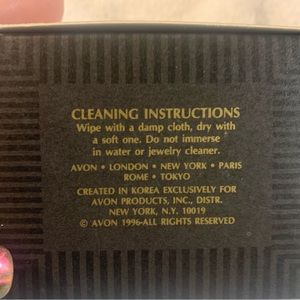 CLEANING INSTRUCTIONS
Wipe with a damp cloth, dry with
a soft one. Do not immerse
in water or jewelry cleaner.
AVON • LONDON • NEW YORK • PARIS
ROME • TOKYO
CREATED IN KOREA EXCLUSIVELY FOR
AVON PRODUCTS, INC., DISTR.
NEW YORK, N.Y. 10019
© AVON 1996-ALL RIGHTS RESERVED